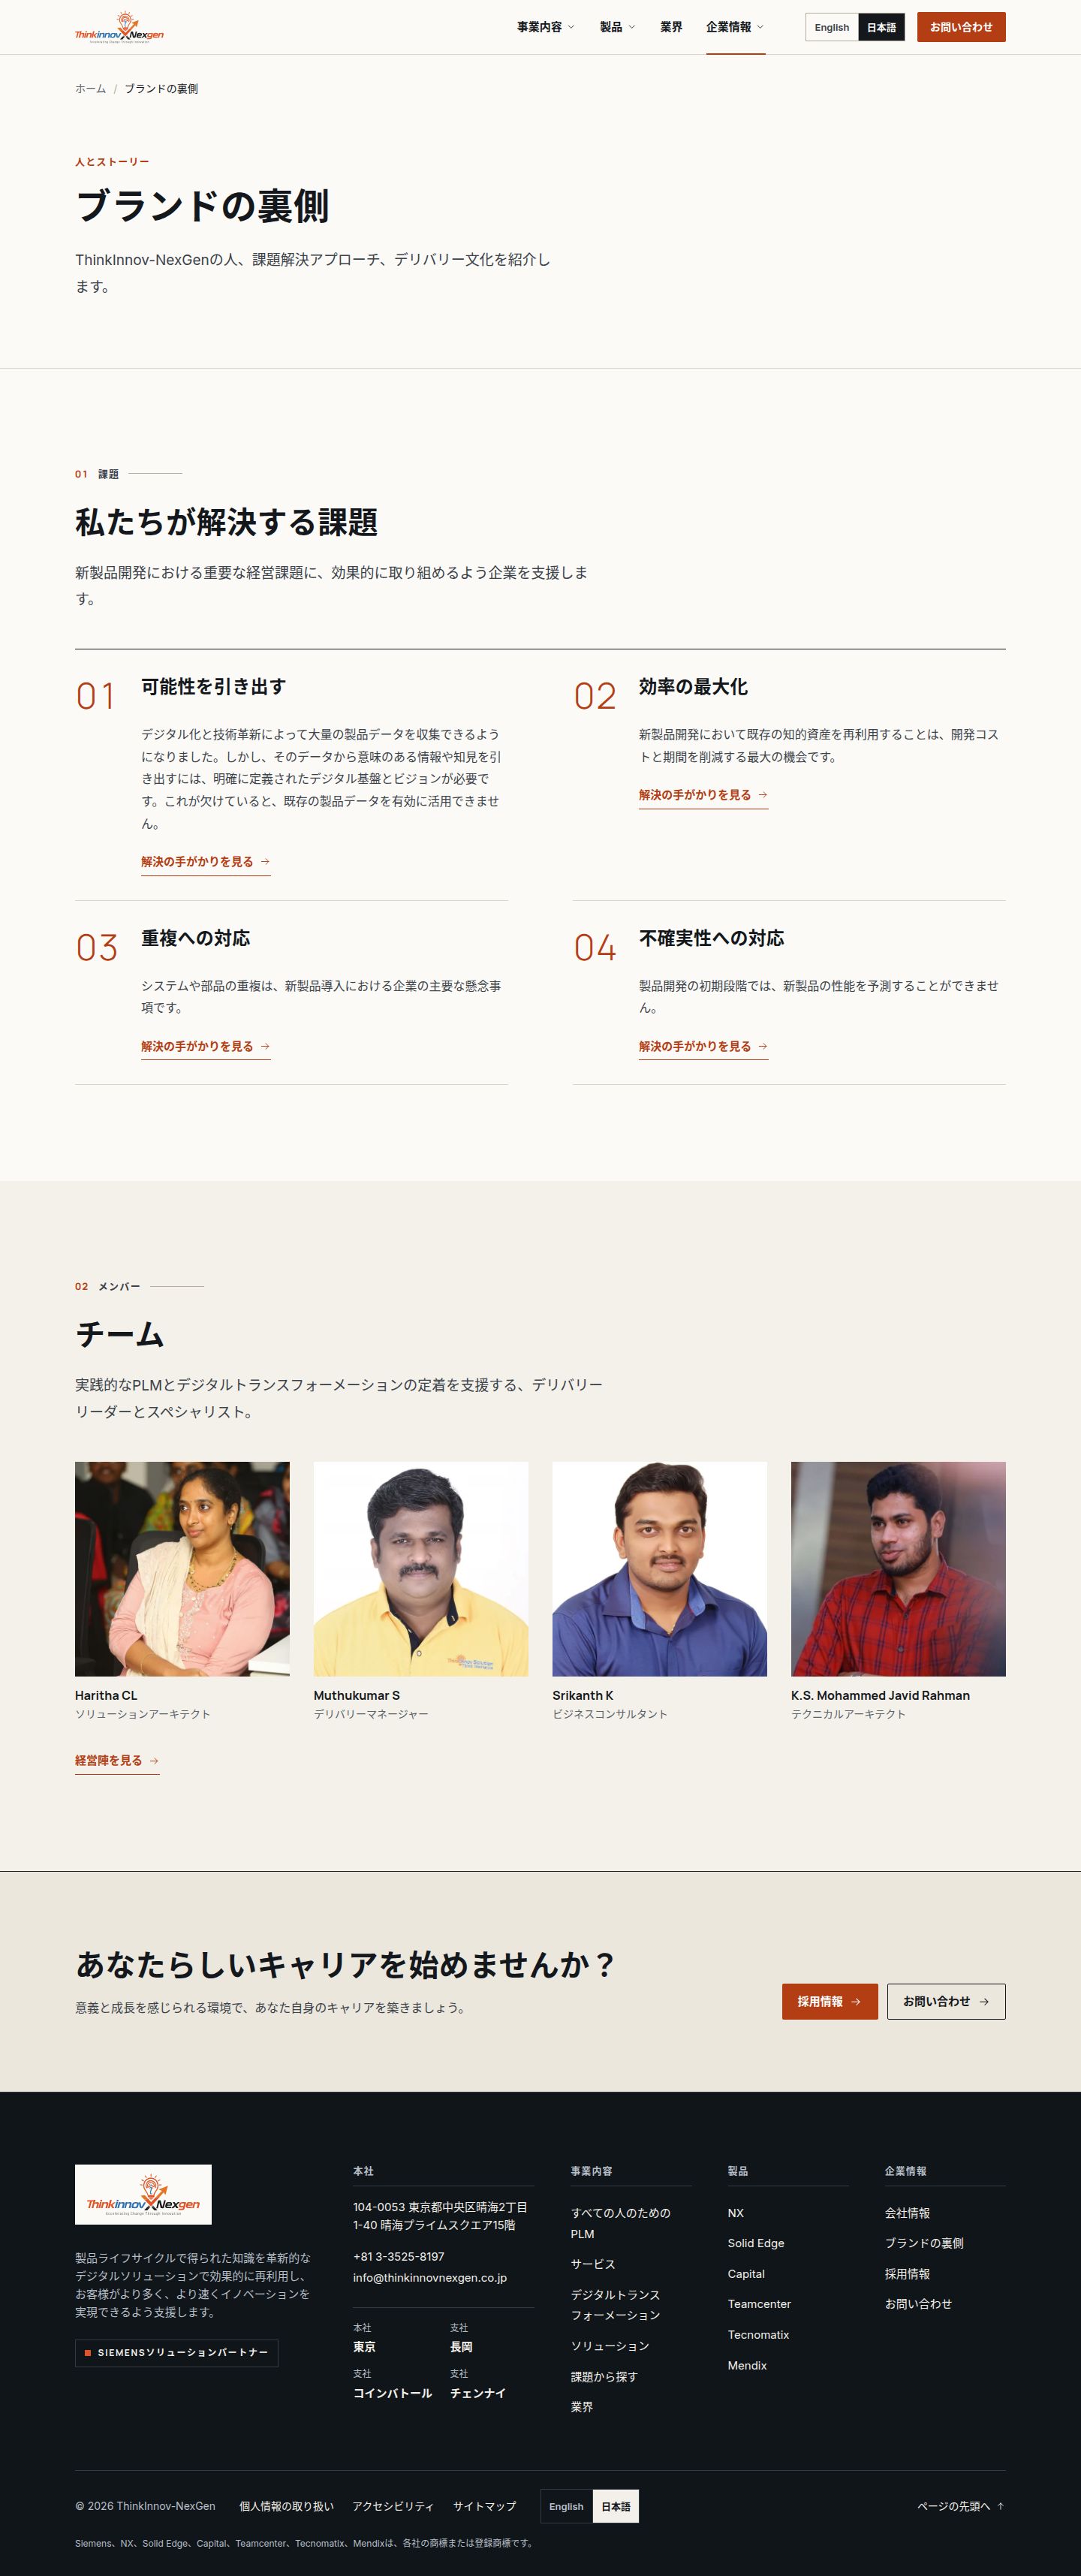 ThinkinnovXNexgen
Accelerating Change Through Innovation
事業内容
製品
業界
企業情報
English
日本語
お問い合わせ
ホーム / ブランドの裏側
人とストーリー
ブランドの裏側
ThinkInnov-NexGenの人、課題解決アプローチ、デリバリー文化を紹介し
ます。
01 課題
私たちが解決する課題
新製品開発における重要な経営課題に、効果的に取り組めるよう企業を支援しま
す。
01
可能性を引き出す
デジタル化と技術革新によって大量の製品データを収集できるよう
になりました。しかし、そのデータから意味のある情報や知見を引
き出すには、明確に定義されたデジタル基盤とビジョンが必要で
す。これが欠けていると、既存の製品データを有効に活用できませ
ん。
解決の手がかりを見る →
02
効率の最大化
新製品開発において既存の知的資産を再利用することは、開発コス
トと期間を削減する最大の機会です。
解決の手がかりを見る →
03
重複への対応
システムや部品の重複は、新製品導入における企業の主要な懸念事
項です。
解決の手がかりを見る →
04
不確実性への対応
製品開発の初期段階では、新製品の性能を予測することができませ
ん。
解決の手がかりを見る →
02 メンバー
チーム
実践的なPLMとデジタルトランスフォーメーションの定着を支援する、デリバリー
リーダーとスペシャリスト。
Haritha CL
ソリューションアーキテクト
Muthukumar S
デリバリーマネージャー
Srikanth K
ビジネスコンサルタント
K.S. Mohammed Javid Rahman
テクニカルアーキテクト
経営陣を見る →
あなたらしいキャリアを始めませんか？
意義と成長を感じられる環境で、あなた自身のキャリアを築きましょう。
採用情報 →
お問い合わせ →
ThinkinnovXNexgen
Accelerating Change Through Innovation
製品ライフサイクルで得られた知識を革新的な
デジタルソリューションで効果的に再利用し、
お客様がより多く、より速くイノベーションを
実現できるよう支援します。
SIEMENSソリューションパートナー
本社
104-0053 東京都中央区晴海2丁目
1-40 晴海プライムスクエア15階
+81 3-3525-8197
info@thinkinnovnexgen.co.jp
本社
東京
支社
長岡
支社
コインバトール
支社
チェンナイ
事業内容
すべての人のための
PLM
サービス
デジタルトランス
フォーメーション
ソリューション
課題から探す
業界
製品
NX
Solid Edge
Capital
Teamcenter
Tecnomatix
Mendix
企業情報
会社情報
ブランドの裏側
採用情報
お問い合わせ
© 2026 ThinkInnov-NexGen
個人情報の取り扱い
アクセシビリティ
サイトマップ
English
日本語
ページの先頭へ ↑
Siemens、NX、Solid Edge、Capital、Teamcenter、Tecnomatix、Mendixは、各社の商標または登録商標です。